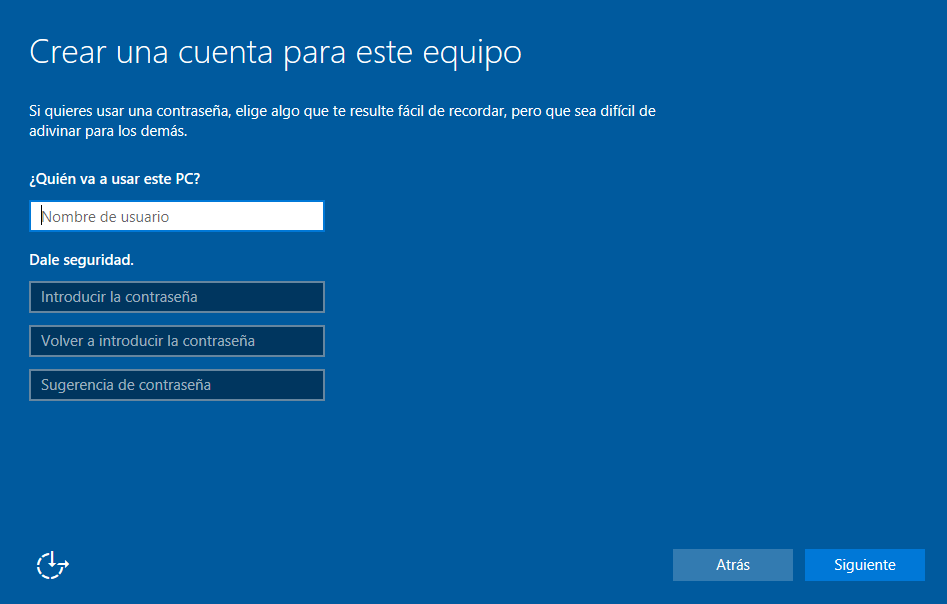 Crear una cuenta para este equipo
Si quieres usar una contraseña, elige algo que te resulte fácil de recordar, pero que sea difícil de
adivinar para los demás.
¿Quién va a usar este PC?
Nombre de usuario
Dale seguridad.
Introducir la contraseña
Volver a introducir la contraseña
Sugerencia de contraseña
Atrás
Siguiente